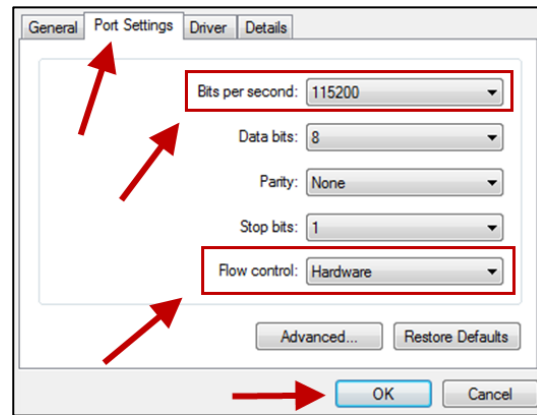 General Port Settings Driver Details
Bits per second: 115200
Data bits: 8
Parity: None
Stop bits: 1
Flow control: Hardware
Advanced... Restore Defaults
OK Cancel